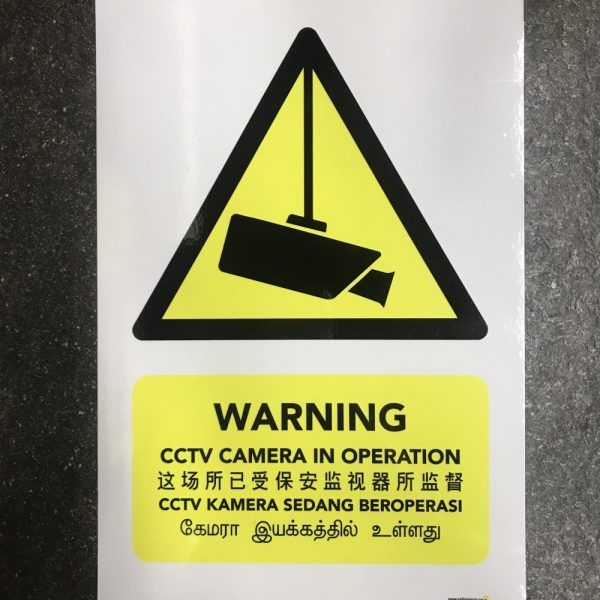 WARNING
CCTV CAMERA IN OPERATION
这场所已受保安监视器所监督
CCTV KAMERA SEDANG BEROPERASI
கேமரா இயக்கத்தில் உள்ளது